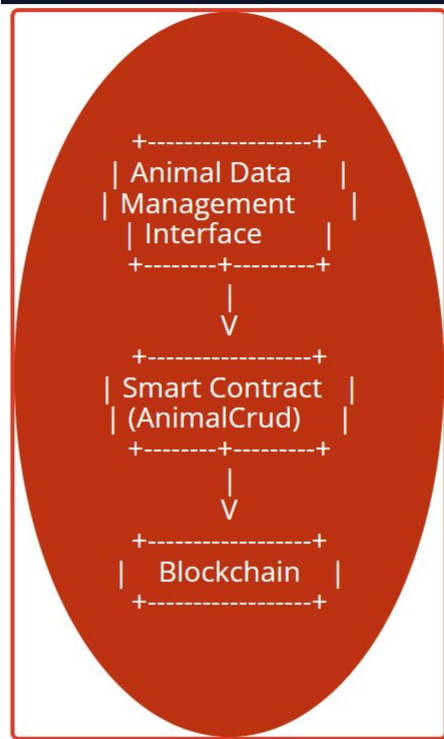 +------------------+
| Animal Data      |
| Management       |
| Interface        |
+--------+---------+
|
V
+------------------+
| Smart Contract   |
| (AnimalCrud)     |
+--------+---------+
|
V
+------------------+
|    Blockchain    |
+------------------+